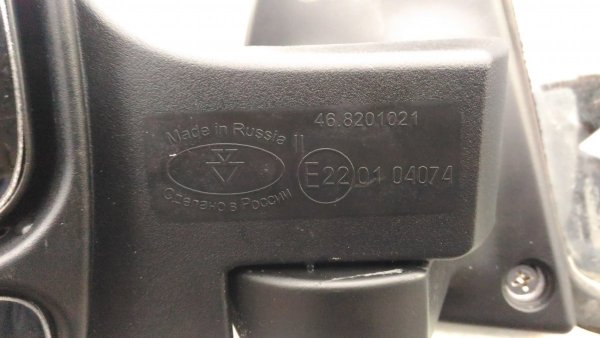 46.8201021
Made in Russia
II
E22 01 04074
Сделано в России